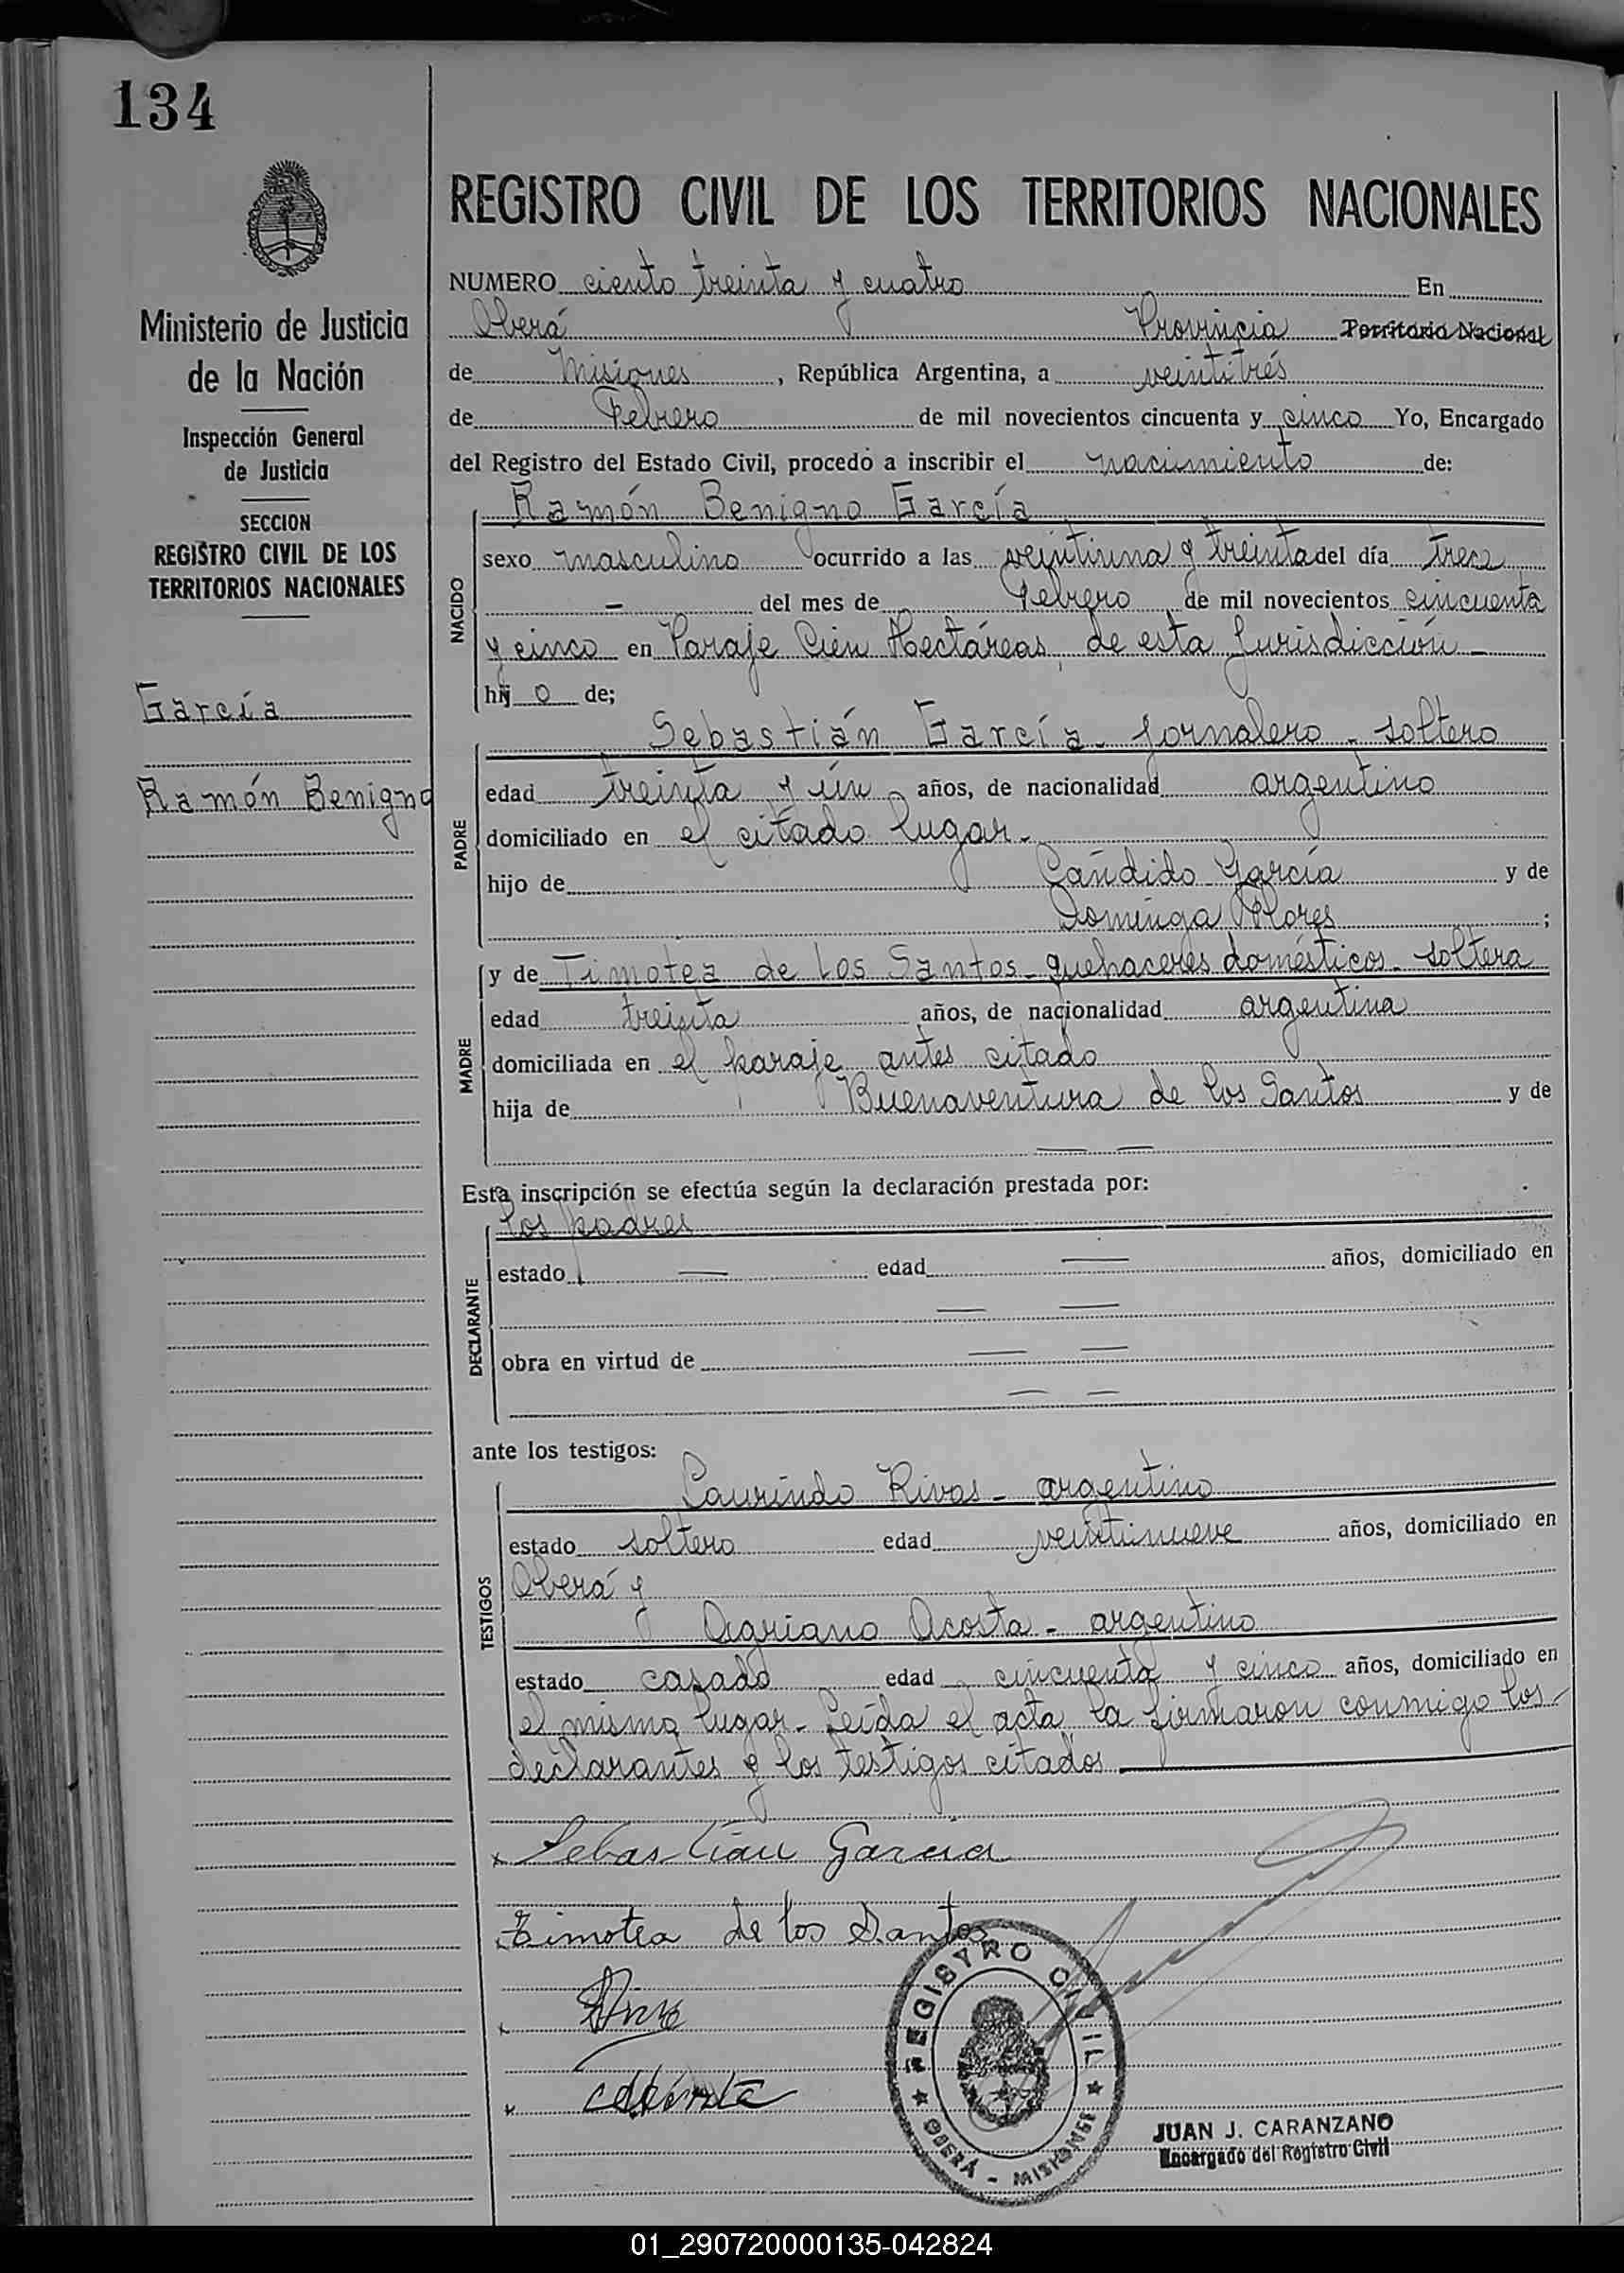 134
REGISTRO CIVIL DE LOS TERRITORIOS NACIONALES
Ministerio de Justicia
de la Nación
Inspección General
de Justicia
SECCION
REGISTRO CIVIL DE LOS
TERRITORIOS NACIONALES
García
Ramón Benigno
NUMERO ciento treinta y cuatro En
Oberá Provincia Territorio Nacional
de Misiones, República Argentina, a veintitrés
de Febrero de mil novecientos cincuenta y cinco Yo, Encargado
del Registro del Estado Civil, procedo a inscribir el nacimiento de:
NACIDO
Ramón Benigno García
sexo masculino ocurrido a las veintiuna y treinta del día trece
— del mes de Febrero de mil novecientos cincuenta
y cinco en Paraje Cien Hectáreas, de esta Jurisdicción -
hij o de;
PADRE
Sebastián García - jornalero - soltero
edad treinta y un años, de nacionalidad argentino
domiciliado en el citado lugar -
hijo de Cándido García y de
Dominga Flores ;
MADRE
y de Timotea de los Santos - quehaceres domésticos - soltera
edad treinta años, de nacionalidad argentina
domiciliada en el paraje antes citado
hija de Buenaventura de los Santos y de
— —
Esta inscripción se efectúa según la declaración prestada por:
DECLARANTE
los padres
estado — edad — años, domiciliado en
— —
obra en virtud de — —
— —
ante los testigos:
TESTIGOS
Laurindo Rivas - argentino
estado soltero edad veintinueve años, domiciliado en
Oberá y
Agriano Acosta - argentino
estado casado edad cincuenta y cinco años, domiciliado en
el mismo lugar - Leída el acta la firmaron conmigo los -
declarantes y los testigos citados
x Sebastian Garcia
Timotea de los Santos
REGISTRO CIVIL
OBERÁ - MISIONES
JUAN J. CARANZANO
Encargado del Registro Civil
01_290720000135-042824